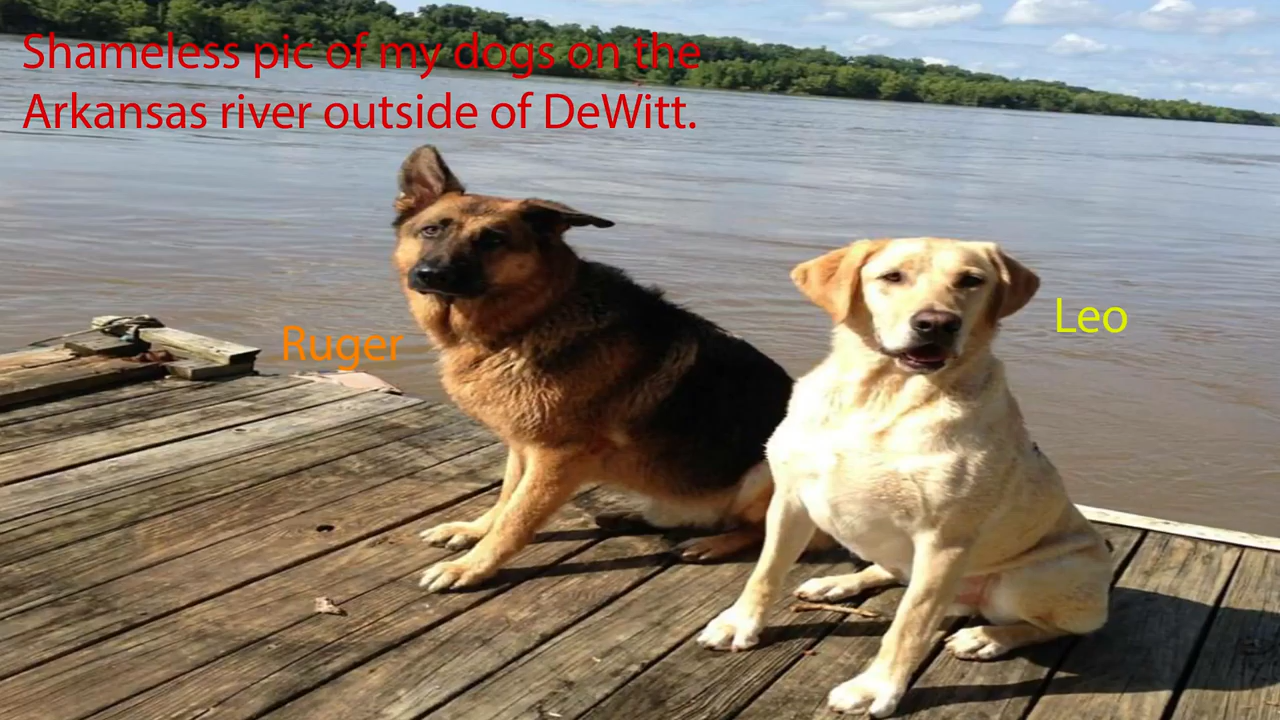 Shameless pic of my dogs on the
Arkansas river outside of DeWitt.
Ruger
Leo